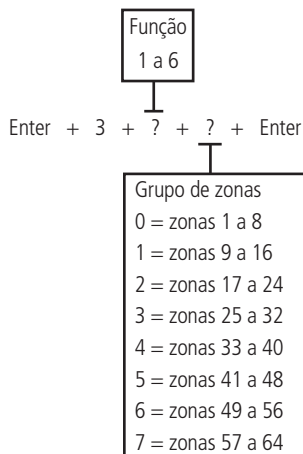 Função
1 a 6
Enter + 3 + ? + ? + Enter
Grupo de zonas
0 = zonas 1 a 8
1 = zonas 9 a 16
2 = zonas 17 a 24
3 = zonas 25 a 32
4 = zonas 33 a 40
5 = zonas 41 a 48
6 = zonas 49 a 56
7 = zonas 57 a 64